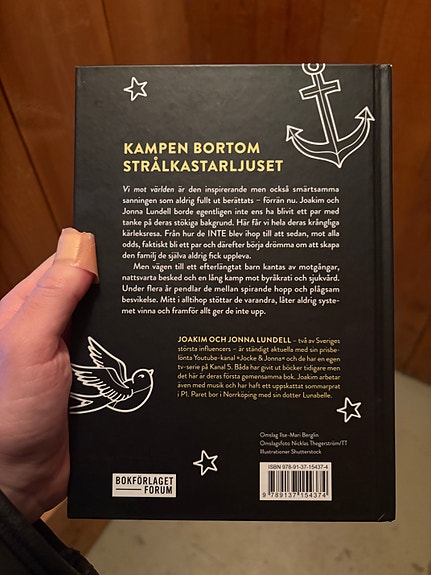 KAMPEN BORTOM
STRÅLKASTARLJUSET
Vi mot världen är den inspirerande men också smärtsamma
sanningen som aldrig fullt ut berättats – förrän nu. Joakim och
Jonna Lundell borde egentligen inte ens ha blivit ett par med
tanke på deras stökiga bakgrund. Här får vi hela deras krångliga
kärleksresa. Från hur de INTE blev ihop till att sedan, mot alla
odds, faktiskt bli ett par och därefter börja drömma om att skapa
den familj de själva aldrig fick uppleva.
Men vägen till ett efterlängtat barn kantas av motgångar,
nattsvarta besked och en lång kamp mot byråkrati och sjukvård.
Under flera år pendlar de mellan spirande hopp och plågsam
besvikelse. Mitt i alltihop stöttar de varandra, låter aldrig syste-
met vinna och framför allt ger de inte upp.
JOAKIM OCH JONNA LUNDELL – två av Sveriges
största influencers – är ständigt aktuella med sin prisbe-
lönta Youtube-kanal »Jocke & Jonna« och de har en egen
tv-serie på Kanal 5. Båda har givit ut böcker tidigare men
det här är deras första gemensamma bok. Joakim arbetar
även med musik och har haft ett uppskattat sommarprat
i P1. Paret bor i Norrköping med sin dotter Lunabelle.
Omslag Ilse-Mari Berglin
Omslagsfoto Nicklas Thegerström/TT
Illustrationer Shutterstock
ISBN 978-91-37-15437-4
9 789137 154374
BOKFÖRLAGET
FORUM